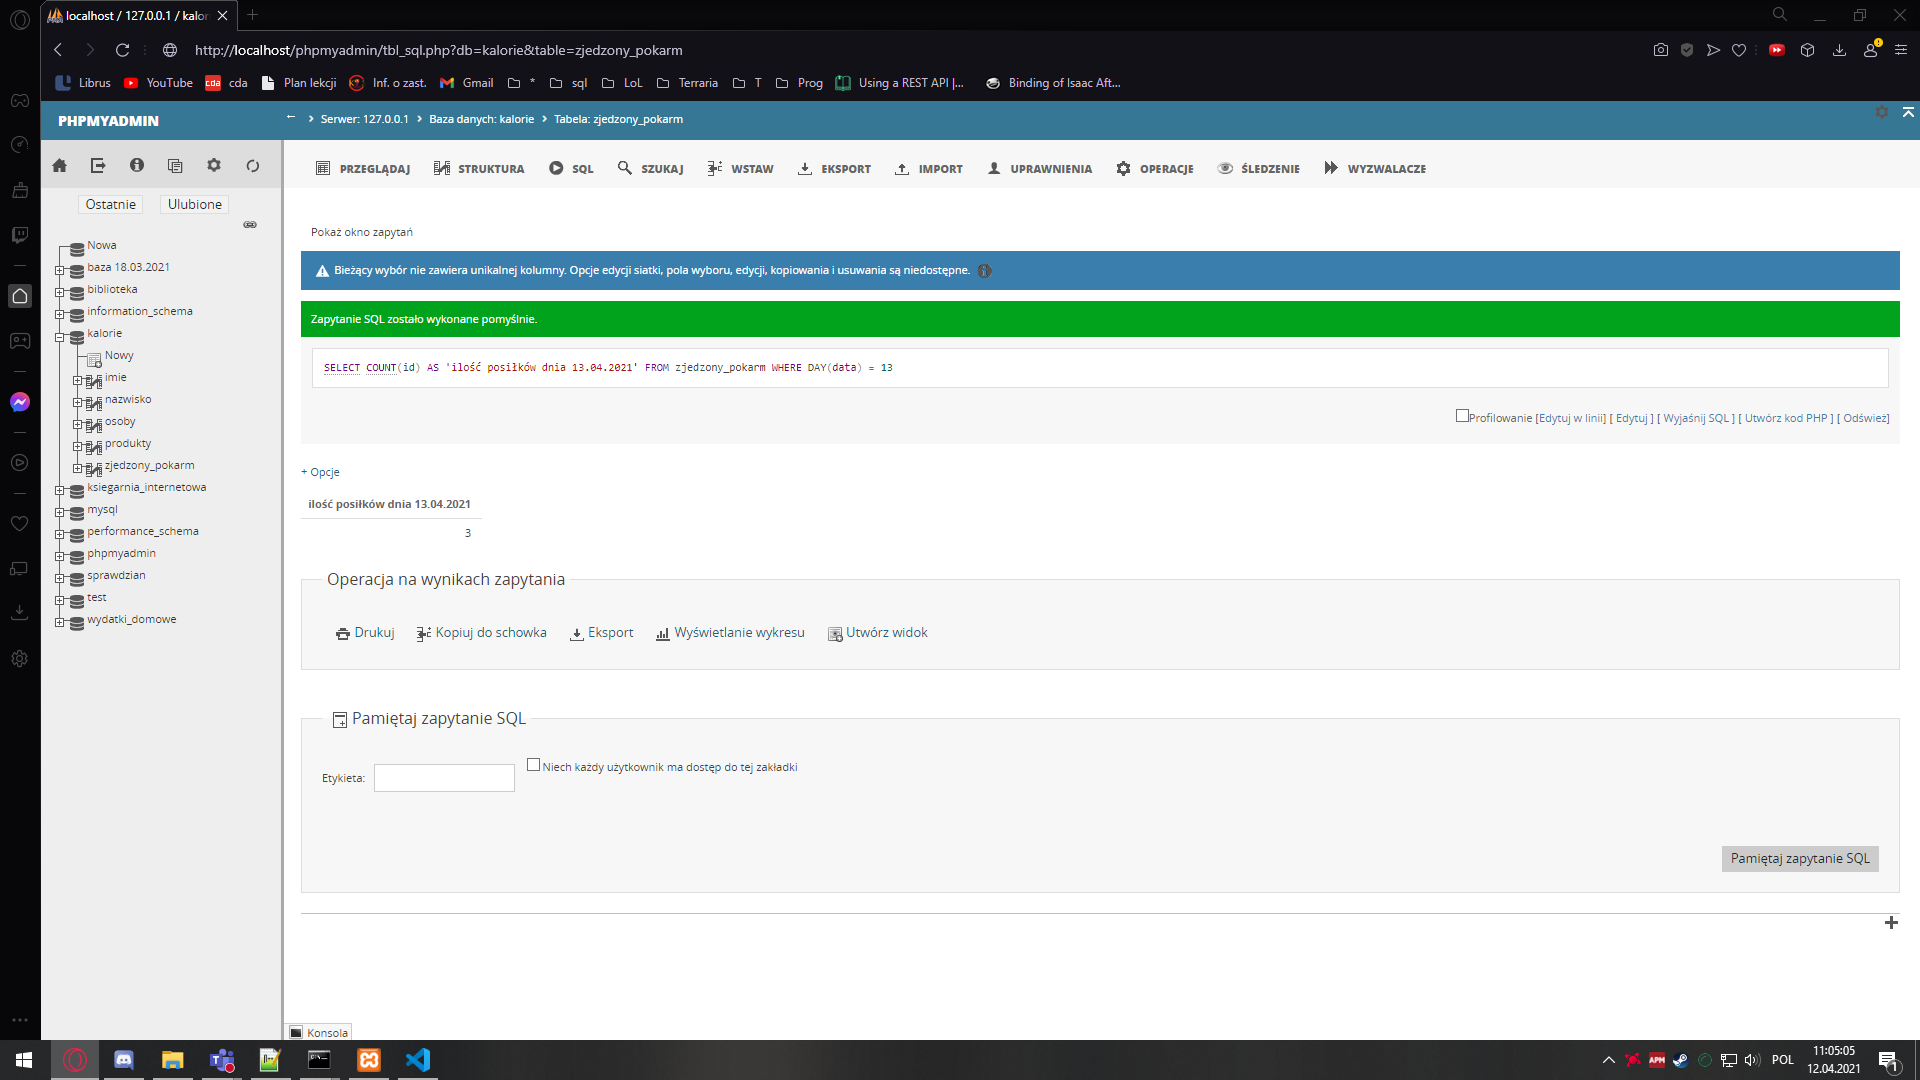 localhost / 127.0.0.1 / kalor
http://localhost/phpmyadmin/tbl_sql.php?db=kalorie&table=zjedzony_pokarm
Librus YouTube cda cda Plan lekcji Inf. o zast. Gmail * sql LoL Terraria T Prog Using a REST API |... Binding of Isaac Aft...
PHPMYADMIN
← › Serwer: 127.0.0.1 › Baza danych: kalorie › Tabela: zjedzony_pokarm
PRZEGLĄDAJ STRUKTURA SQL SZUKAJ WSTAW EKSPORT IMPORT UPRAWNIENIA OPERACJE ŚLEDZENIE WYZWALACZE
Ostatnie Ulubione
Nowa
baza 18.03.2021
biblioteka
information_schema
kalorie
Nowy
imie
nazwisko
osoby
produkty
zjedzony_pokarm
ksiegarnia_internetowa
mysql
performance_schema
phpmyadmin
sprawdzian
test
wydatki_domowe
Pokaż okno zapytań
Bieżący wybór nie zawiera unikalnej kolumny. Opcje edycji siatki, pola wyboru, edycji, kopiowania i usuwania są niedostępne.
Zapytanie SQL zostało wykonane pomyślnie.
SELECT COUNT(id) AS 'ilość posiłków dnia 13.04.2021' FROM zjedzony_pokarm WHERE DAY(data) = 13
Profilowanie [Edytuj w linii] [ Edytuj ] [ Wyjaśnij SQL ] [ Utwórz kod PHP ] [ Odśwież]
+ Opcje
ilość posiłków dnia 13.04.2021
3
Operacja na wynikach zapytania
Drukuj Kopiuj do schowka Eksport Wyświetlanie wykresu Utwórz widok
Pamiętaj zapytanie SQL
Etykieta: Niech każdy użytkownik ma dostęp do tej zakładki
Pamiętaj zapytanie SQL
Konsola
APM POL 11:05:05
12.04.2021
1